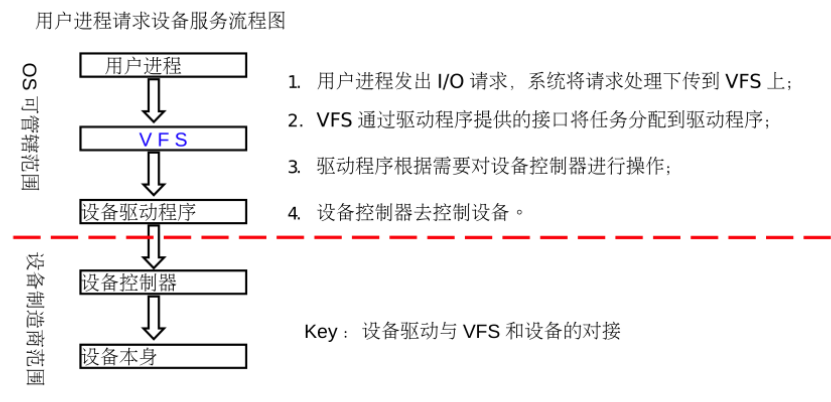 用户进程请求设备服务流程图
OS 可管辖范围
用户进程
VFS
设备驱动程序
设备制造商范围
设备控制器
设备本身
1. 用户进程发出 I/O 请求，系统将请求处理下传到 VFS 上；
2. VFS 通过驱动程序提供的接口将任务分配到驱动程序；
3. 驱动程序根据需要对设备控制器进行操作；
4. 设备控制器去控制设备。
Key： 设备驱动与 VFS 和设备的对接